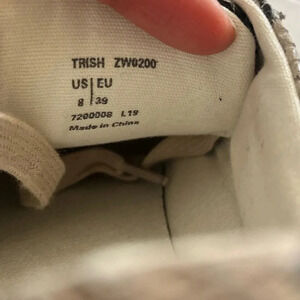 TRISH ZW0200
US|EU
8|39
7200008 L19
Made in China